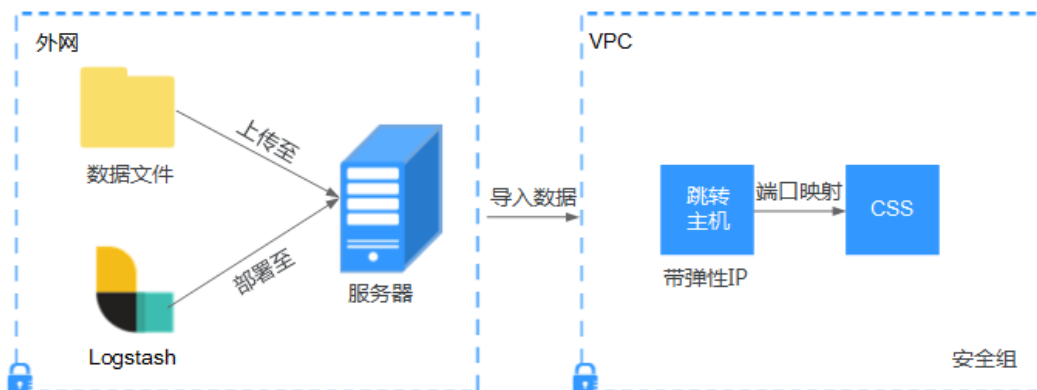 外网
数据文件
上传至
部署至
Logstash
服务器
导入数据
VPC
跳转
主机
带弹性IP
端口映射
CSS
安全组